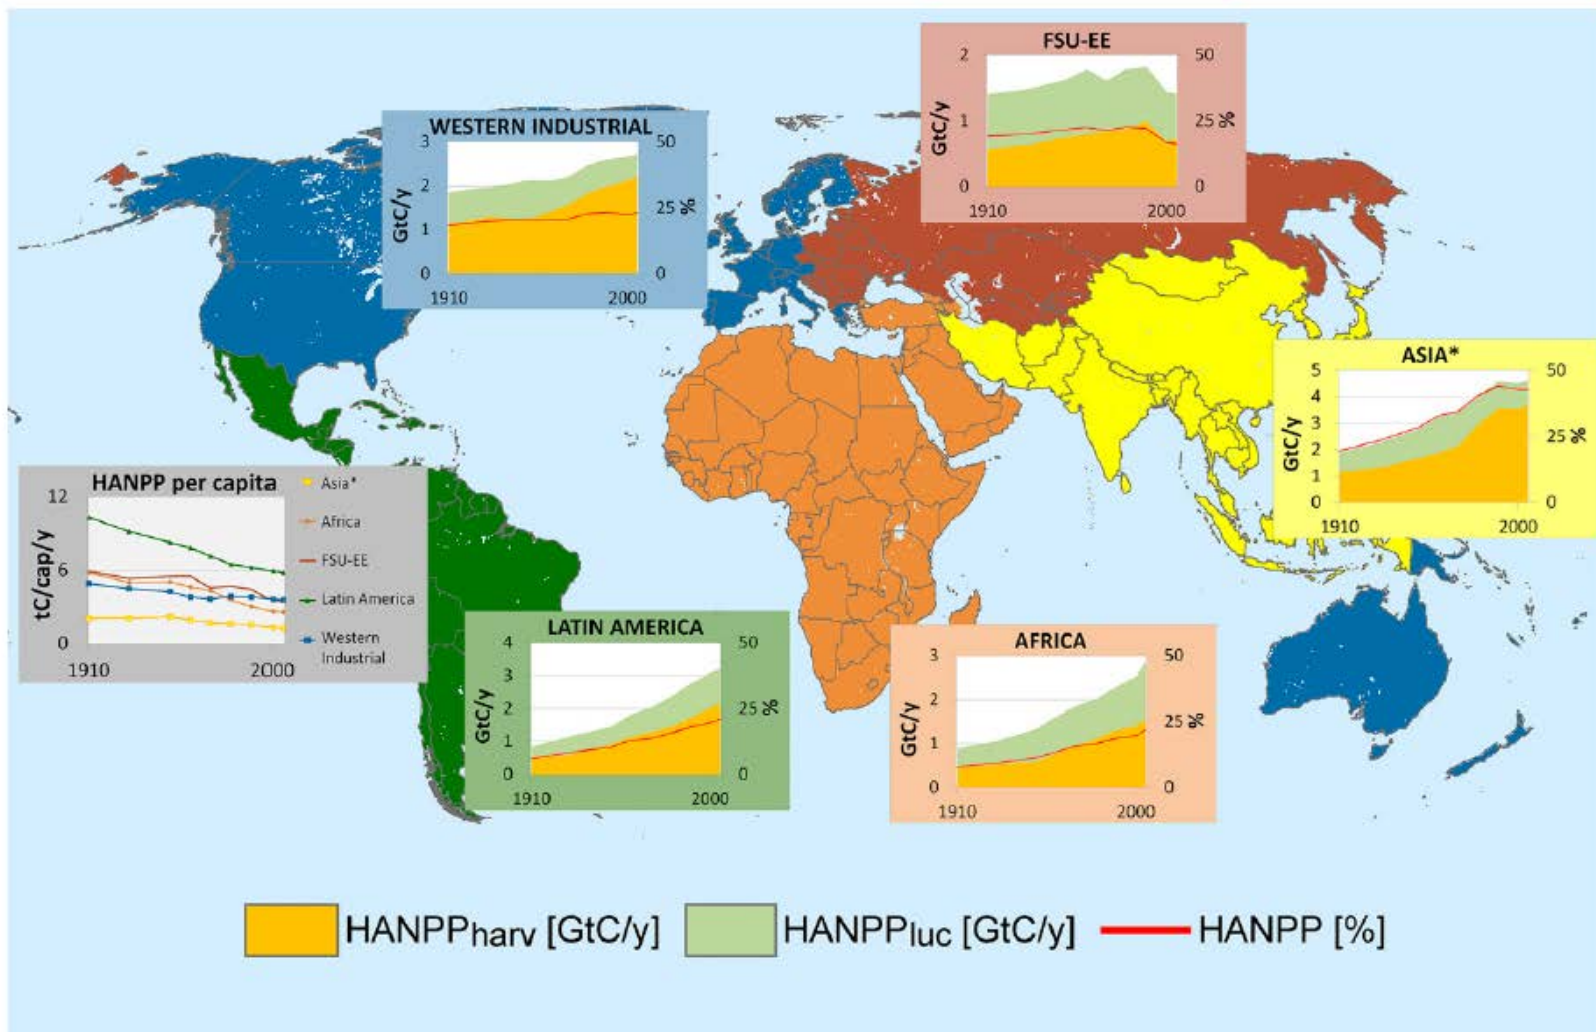 FSU-EE
2
1
0
GtC/y
50
25
0
%
1910
2000
WESTERN INDUSTRIAL
3
2
1
0
GtC/y
50
25
0
%
1910
2000
ASIA*
5
4
3
2
1
0
GtC/y
50
25
0
%
1910
2000
HANPP per capita
12
6
0
tC/cap/y
1910
2000
Asia*
Africa
FSU-EE
Latin America
Western
Industrial
LATIN AMERICA
4
3
2
1
0
GtC/y
50
25
0
%
1910
2000
AFRICA
3
2
1
0
GtC/y
50
25
0
%
1910
2000
HANPPharv [GtC/y]
HANPPluc [GtC/y]
HANPP [%]